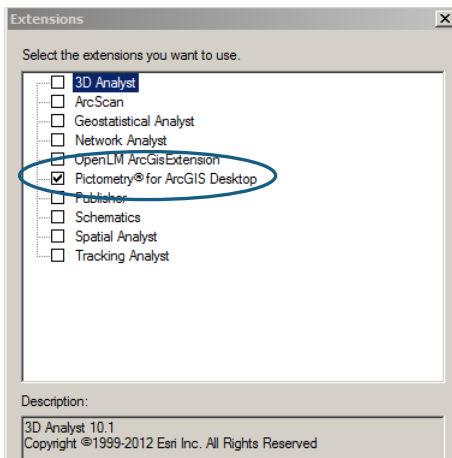 Extensions
Select the extensions you want to use.
3D Analyst
ArcScan
Geostatistical Analyst
Network Analyst
OpenLM ArcGisExtension
Pictometry® for ArcGIS Desktop
Publisher
Schematics
Spatial Analyst
Tracking Analyst
Description:
3D Analyst 10.1
Copyright ©1999-2012 Esri Inc. All Rights Reserved